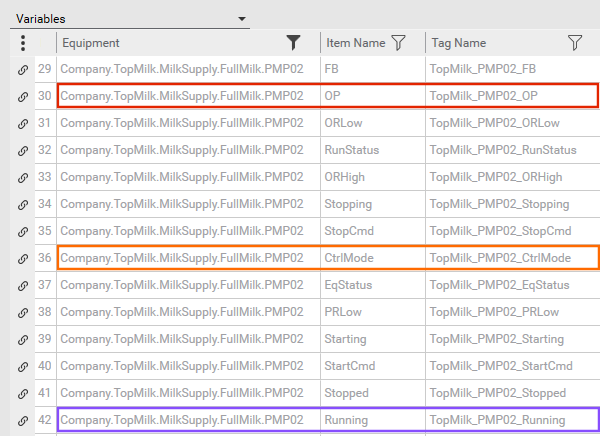 Variables
Equipment Item Name Tag Name
29 Company.TopMilk.MilkSupply.FullMilk.PMP02 FB TopMilk_PMP02_FB
30 Company.TopMilk.MilkSupply.FullMilk.PMP02 OP TopMilk_PMP02_OP
31 Company.TopMilk.MilkSupply.FullMilk.PMP02 ORLow TopMilk_PMP02_ORLow
32 Company.TopMilk.MilkSupply.FullMilk.PMP02 RunStatus TopMilk_PMP02_RunStatus
33 Company.TopMilk.MilkSupply.FullMilk.PMP02 ORHigh TopMilk_PMP02_ORHigh
34 Company.TopMilk.MilkSupply.FullMilk.PMP02 Stopping TopMilk_PMP02_Stopping
35 Company.TopMilk.MilkSupply.FullMilk.PMP02 StopCmd TopMilk_PMP02_StopCmd
36 Company.TopMilk.MilkSupply.FullMilk.PMP02 CtrlMode TopMilk_PMP02_CtrlMode
37 Company.TopMilk.MilkSupply.FullMilk.PMP02 EqStatus TopMilk_PMP02_EqStatus
38 Company.TopMilk.MilkSupply.FullMilk.PMP02 PRLow TopMilk_PMP02_PRLow
39 Company.TopMilk.MilkSupply.FullMilk.PMP02 Starting TopMilk_PMP02_Starting
40 Company.TopMilk.MilkSupply.FullMilk.PMP02 StartCmd TopMilk_PMP02_StartCmd
41 Company.TopMilk.MilkSupply.FullMilk.PMP02 Stopped TopMilk_PMP02_Stopped
42 Company.TopMilk.MilkSupply.FullMilk.PMP02 Running TopMilk_PMP02_Running